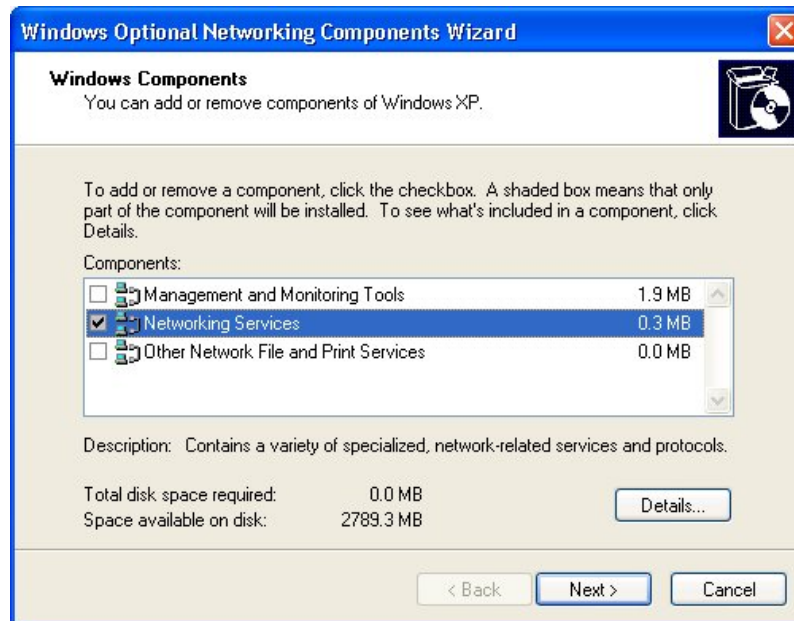 Windows Optional Networking Components Wizard
Windows Components
You can add or remove components of Windows XP.
To add or remove a component, click the checkbox. A shaded box means that only
part of the component will be installed. To see what's included in a component, click
Details.
Components:
Management and Monitoring Tools 1.9 MB
Networking Services 0.3 MB
Other Network File and Print Services 0.0 MB
Description: Contains a variety of specialized, network-related services and protocols.
Total disk space required: 0.0 MB
Space available on disk: 2789.3 MB
Details...
< Back Next > Cancel